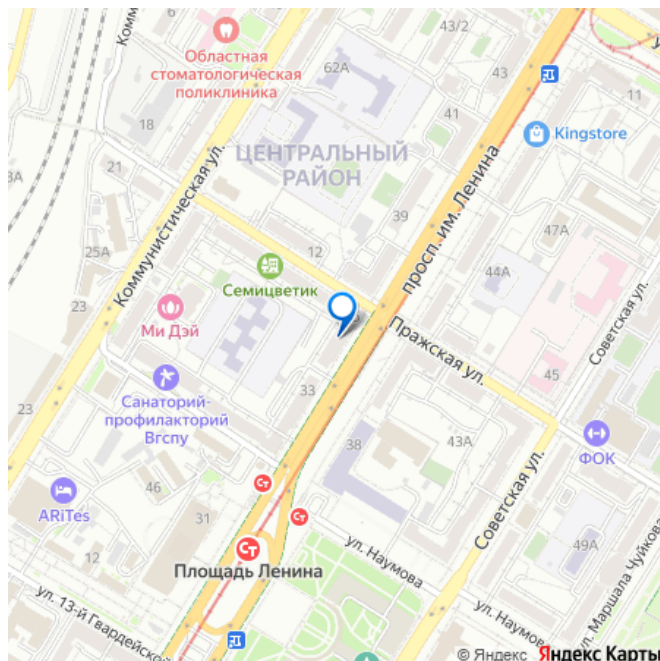 43/2
Областная
стоматологическая
поликлиника
62А
43
11
18
41
Kingstore
ЦЕНТРАЛЬНЫЙ
РАЙОН
21
3А
Коммунистическая ул.
просп. им. Ленина
39
47А
25А
12
Семицветик
44А
Советская ул.
23
Ми Дэй
Пражская ул.
45
33
Санаторий-
профилакторий
Вгспу
23
38
43А
ФОК
46
Советская ул.
ARiTes
31
49А
12
Площадь Ленина
ул. Наумова
ул. Маршала Чуйкова
ул. 13-й Гвардейской
ул. Наумова
© Яндекс Яндекс Карты